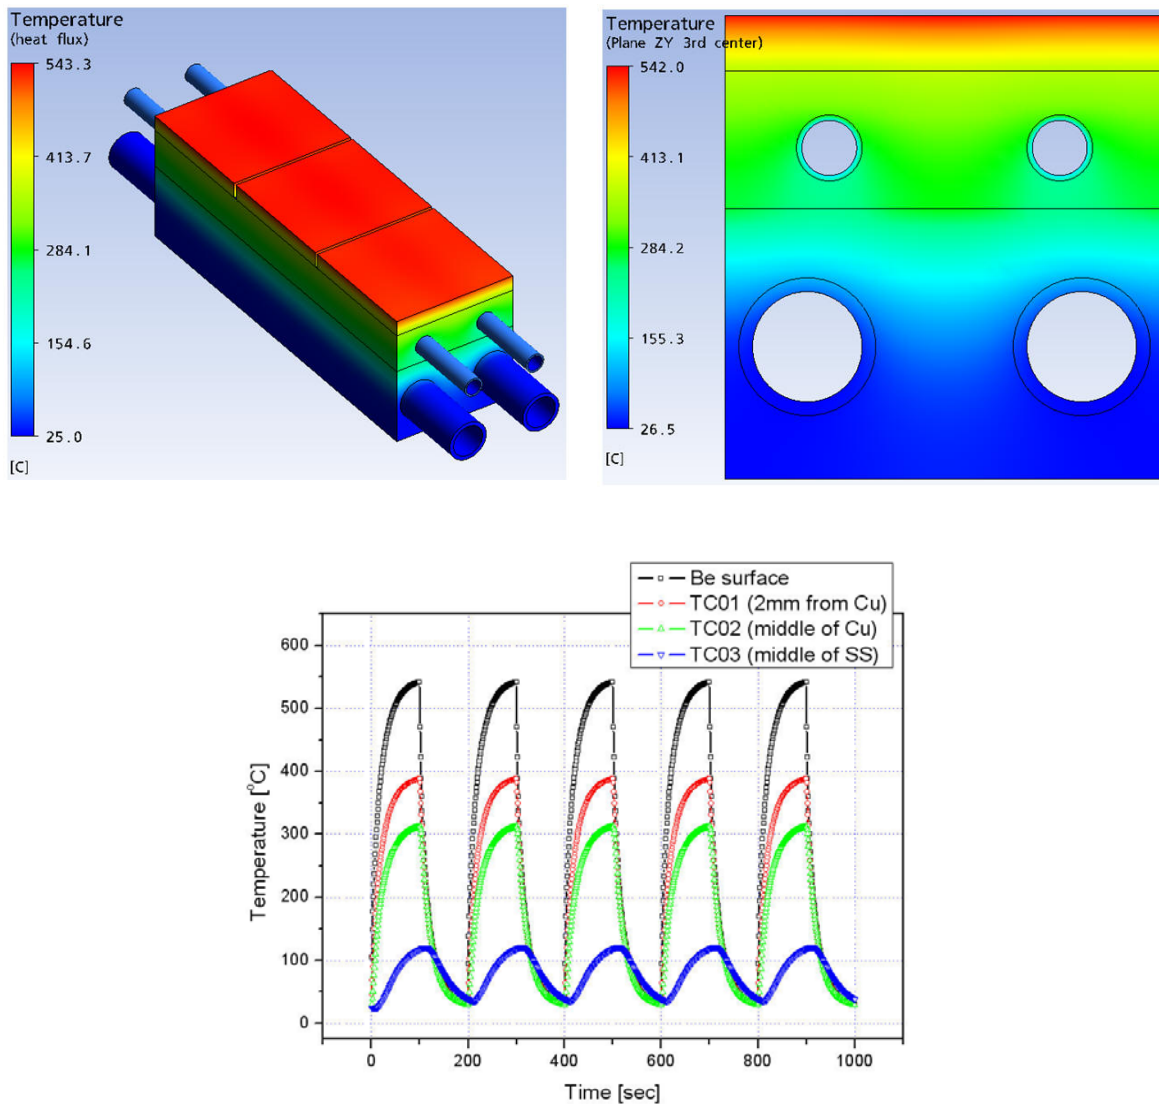 Temperature
(heat flux)
543.3
413.7
284.1
154.6
25.0
[C]
Temperature
(Plane ZY 3rd center)
542.0
413.1
284.2
155.3
26.5
[C]
Be surface
TC01 (2mm from Cu)
TC02 (middle of Cu)
TC03 (middle of SS)
Temperature [⁰C]
600
500
400
300
200
100
0
0 200 400 600 800 1000
Time [sec]